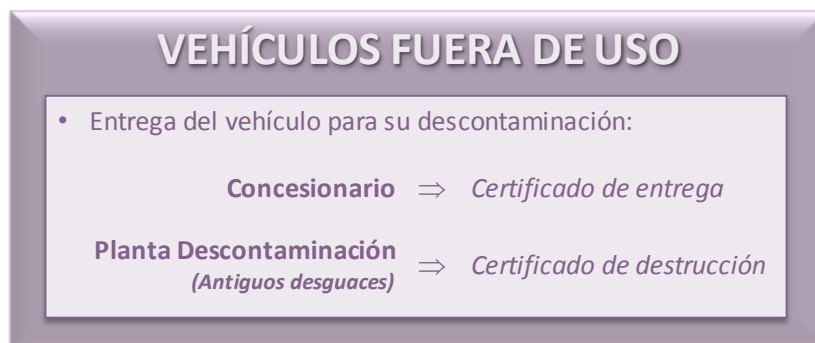 VEHÍCULOS FUERA DE USO
• Entrega del vehículo para su descontaminación:
Concesionario ⇒ Certificado de entrega
Planta Descontaminación ⇒ Certificado de destrucción
(Antiguos desguaces)